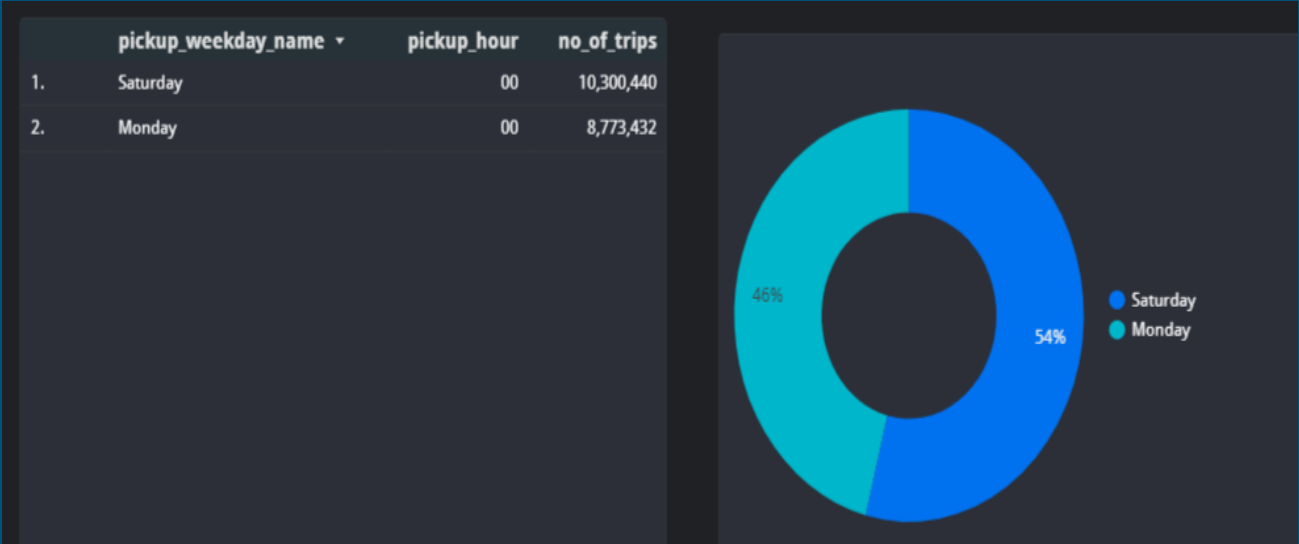 pickup_weekday_name pickup_hour no_of_trips
1. Saturday 00 10,300,440
2. Monday 00 8,773,432
46%
54%
Saturday
Monday